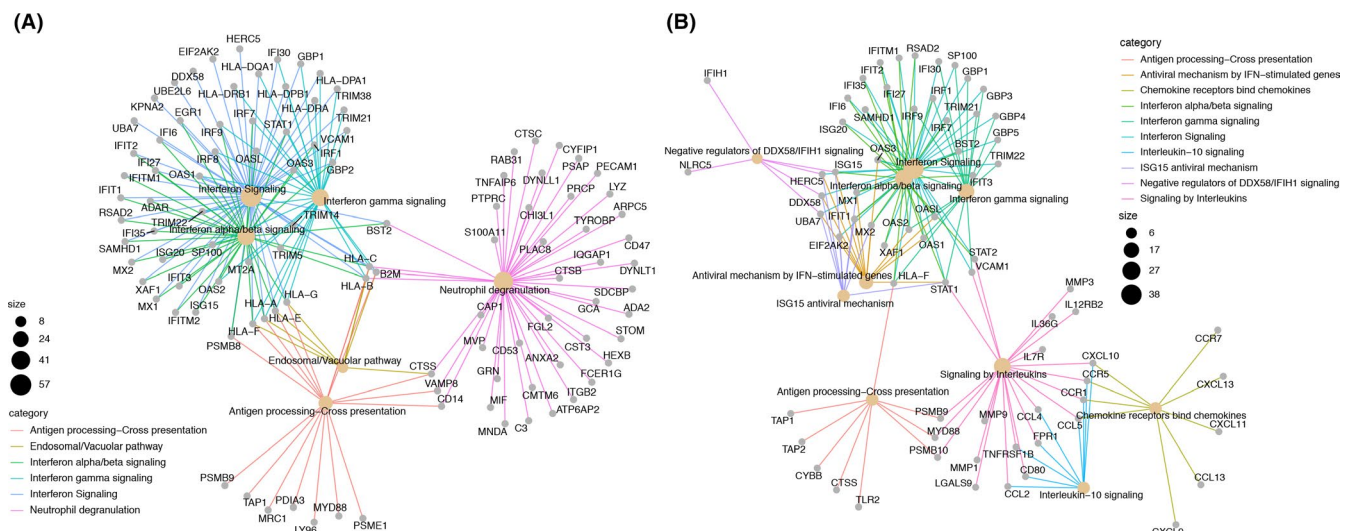 (A)
HERC5
EIF2AK2
IFI30
GBP1
HLA-DQA1
DDX58
HLA-DPA1
UBE2L6
HLA-DRB1
HLA-DPB1
TRIM38
KPNA2
EGR1
HLA-DRA
IRF7
TRIM21
UBA7
IFI6
IRF9
STAT1
VCAM1
IFIT2
OASL
IRF1
IRF8
OAS3
GBP2
IFI27
IFITM1
OAS1
IFIT1
Interferon Signaling
Interferon gamma signaling
ADAR
RSAD2
TRIM22
TRIM14
IFI35
Interferon alpha/beta signaling
BST2
SAMHD1
ISG20
SP100
TRIM5
HLA-C
MX2
MT2A
B2M
XAF1
IFIT3
OAS2
HLA-B
MX1
ISG15
HLA-A
HLA-G
IFITM2
HLA-E
HLA-F
PSMB8
Endosomal/Vacuolar pathway
CTSS
VAMP8
CD14
Antigen processing-Cross presentation
PSMB9
TAP1
PDIA3
MYD88
MRC1
LY96
PSME1
CTSC
RAB31
CYFIP1
PSAP
PECAM1
TNFAIP6
DYNLL1
PRCP
LYZ
PTPRC
CHI3L1
ARPC5
TYROBP
S100A11
PLAC8
CD47
IQGAP1
CTSB
DYNLT1
Neutrophil degranulation
SDCBP
CAP1
GCA
ADA2
FGL2
STOM
MVP
CD53
CST3
ANXA2
HEXB
GRN
FCER1G
CMTM6
ITGB2
MIF
ATP6AP2
MNDA
C3
size
8
24
41
57
category
Antigen processing-Cross presentation
Endosomal/Vacuolar pathway
Interferon alpha/beta signaling
Interferon gamma signaling
Interferon Signaling
Neutrophil degranulation
(B)
IFITM1
RSAD2
SP100
IFIH1
IFIT2
IFI30
GBP1
IFI35
IFI27
IRF1
GBP3
IFI6
TRIM21
SAMHD1
IRF9
GBP4
ISG20
IRF7
GBP5
Negative regulators of DDX58/IFIH1 signaling
OAS3
BST2
TRIM22
NLRC5
ISG15
Interferon Signaling
HERC5
IFIT3
Interferon alpha/beta signaling
DDX58
MX1
Interferon gamma signaling
UBA7
IFIT1
OASL
OAS2
EIF2AK2
MX2
OAS1
XAF1
STAT2
VCAM1
Antiviral mechanism by IFN-stimulated genes
HLA-F
STAT1
ISG15 antiviral mechanism
MMP3
IL12RB2
IL36G
IL7R
CXCL10
CCR7
Signaling by Interleukins
CCR5
CXCL13
Antigen processing-Cross presentation
CCR1
TAP1
PSMB9
MMP9
CCL4
Chemokine receptors bind chemokines
CCL5
CXCL11
MYD88
TAP2
FPR1
PSMB10
TNFRSF1B
CYBB
MMP1
CD80
CTSS
LGALS9
CCL13
TLR2
CCL2
Interleukin-10 signaling
CXCL9
category
Antigen processing-Cross presentation
Antiviral mechanism by IFN-stimulated genes
Chemokine receptors bind chemokines
Interferon alpha/beta signaling
Interferon gamma signaling
Interferon Signaling
Interleukin-10 signaling
ISG15 antiviral mechanism
Negative regulators of DDX58/IFIH1 signaling
Signaling by Interleukins
size
6
17
27
38